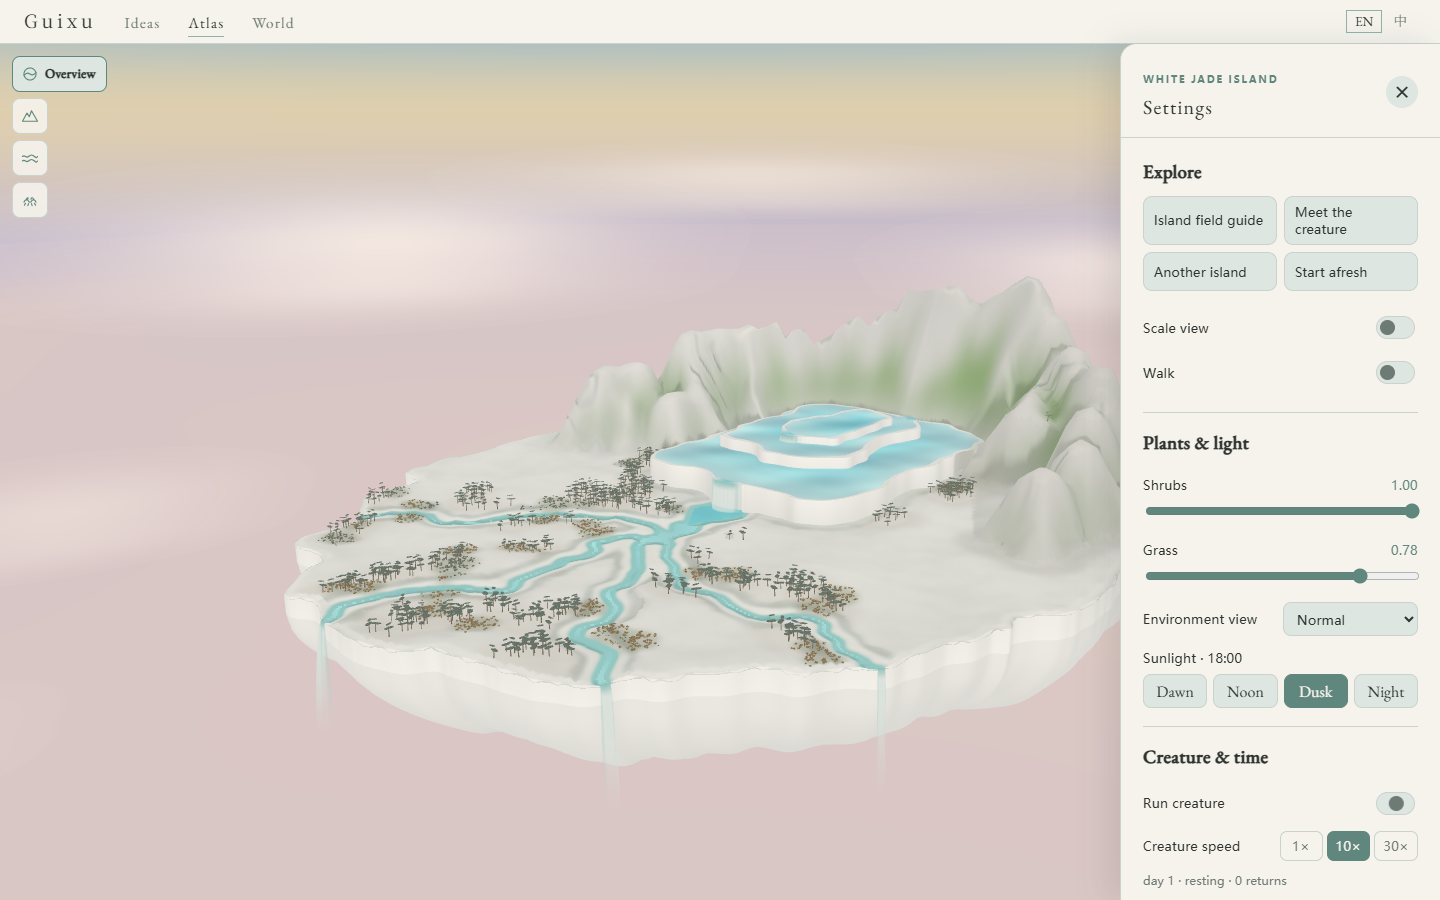 Guixu
Ideas
Atlas
World
EN
中
Overview
WHITE JADE ISLAND
Settings
Explore
Island field guide
Meet the
creature
Another island
Start afresh
Scale view
Walk
Plants & light
Shrubs
1.00
Grass
0.78
Environment view
Normal
Sunlight · 18:00
Dawn
Noon
Dusk
Night
Creature & time
Run creature
Creature speed
1×
10×
30×
day 1 · resting · 0 returns